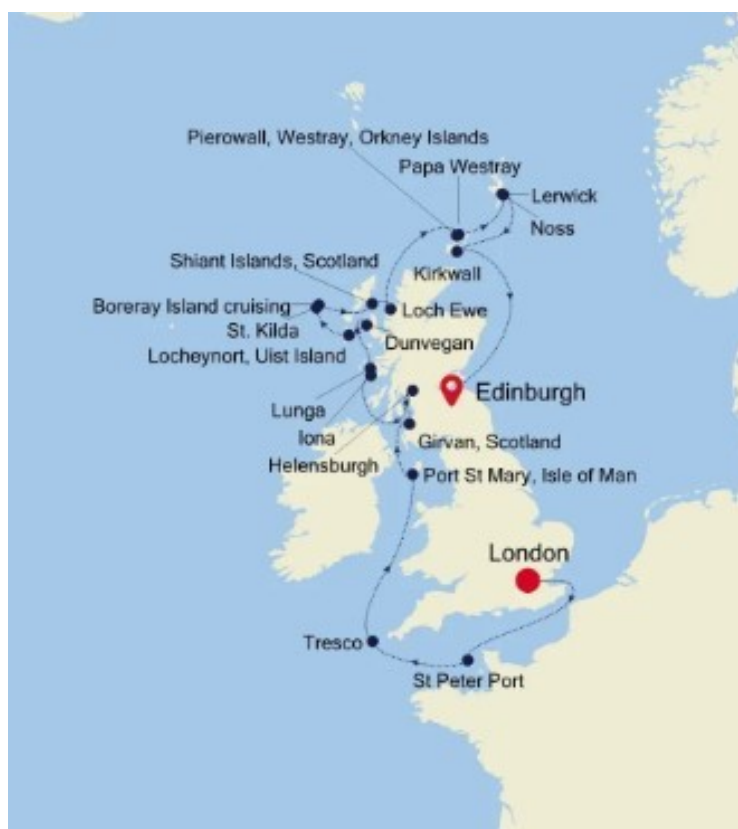 Pierowall, Westray, Orkney Islands
Papa Westray
Lerwick
Noss
Shiant Islands, Scotland
Kirkwall
Boreray Island cruising
Loch Ewe
St. Kilda
Dunvegan
Locheynort, Uist Island
Edinburgh
Lunga
Iona
Girvan, Scotland
Helensburgh
Port St Mary, Isle of Man
London
Tresco
St Peter Port